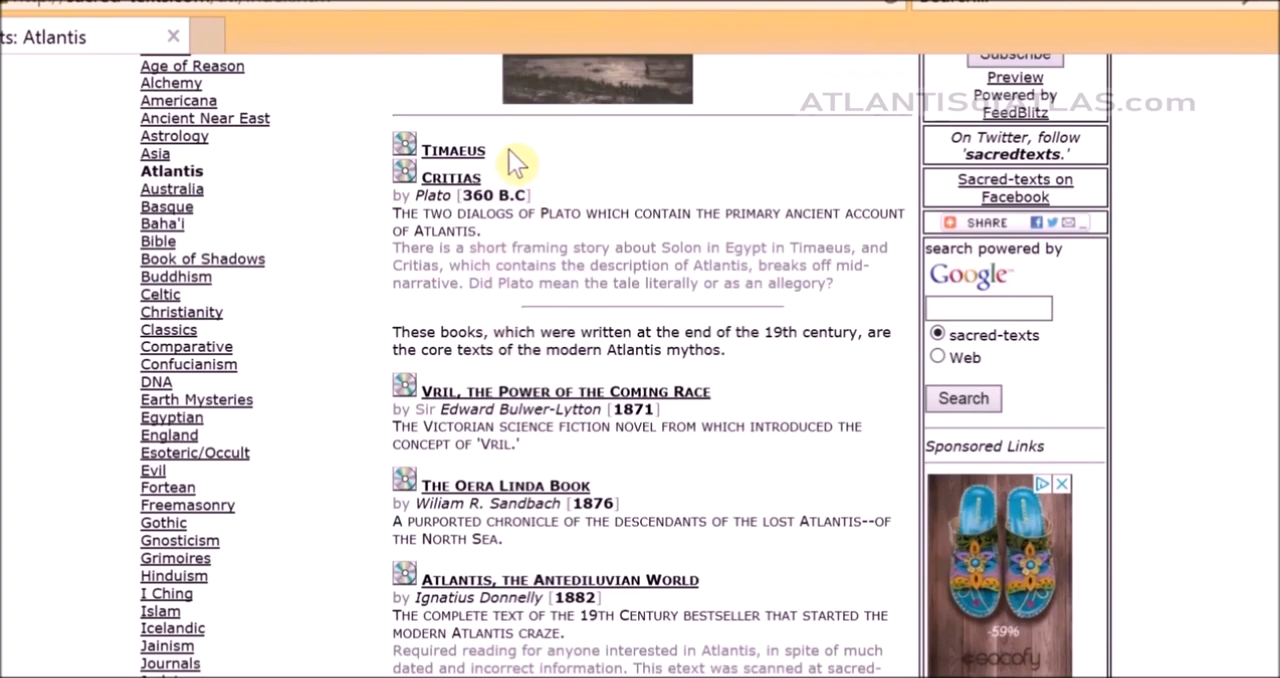 ts: Atlantis
ATLANTISofATLAS.com
Age of Reason
Alchemy
Americana
Ancient Near East
Astrology
Asia
Atlantis
Australia
Basque
Baha'i
Bible
Book of Shadows
Buddhism
Celtic
Christianity
Classics
Comparative
Confucianism
DNA
Earth Mysteries
Egyptian
England
Esoteric/Occult
Evil
Fortean
Freemasonry
Gothic
Gnosticism
Grimoires
Hinduism
I Ching
Islam
Icelandic
Jainism
Journals
TIMAEUS
CRITIAS
by Plato [360 B.C]
THE TWO DIALOGS OF PLATO WHICH CONTAIN THE PRIMARY ANCIENT ACCOUNT
OF ATLANTIS.
There is a short framing story about Solon in Egypt in Timaeus, and
Critias, which contains the description of Atlantis, breaks off mid-
narrative. Did Plato mean the tale literally or as an allegory?
These books, which were written at the end of the 19th century, are
the core texts of the modern Atlantis mythos.
VRIL, THE POWER OF THE COMING RACE
by Sir Edward Bulwer-Lytton [1871]
THE VICTORIAN SCIENCE FICTION NOVEL FROM WHICH INTRODUCED THE
CONCEPT OF 'VRIL.'
THE OERA LINDA BOOK
by Wiliam R. Sandbach [1876]
A PURPORTED CHRONICLE OF THE DESCENDANTS OF THE LOST ATLANTIS--OF
THE NORTH SEA.
ATLANTIS, THE ANTEDILUVIAN WORLD
by Ignatius Donnelly [1882]
THE COMPLETE TEXT OF THE 19TH CENTURY BESTSELLER THAT STARTED THE
MODERN ATLANTIS CRAZE.
Required reading for anyone interested in Atlantis, in spite of much
dated and incorrect information. This etext was scanned at sacred-
Subscribe
Preview
Powered by
FeedBlitz
On Twitter, follow
'sacredtexts.'
Sacred-texts on
Facebook
SHARE
search powered by
Google
sacred-texts
Web
Search
Sponsored Links
-59%